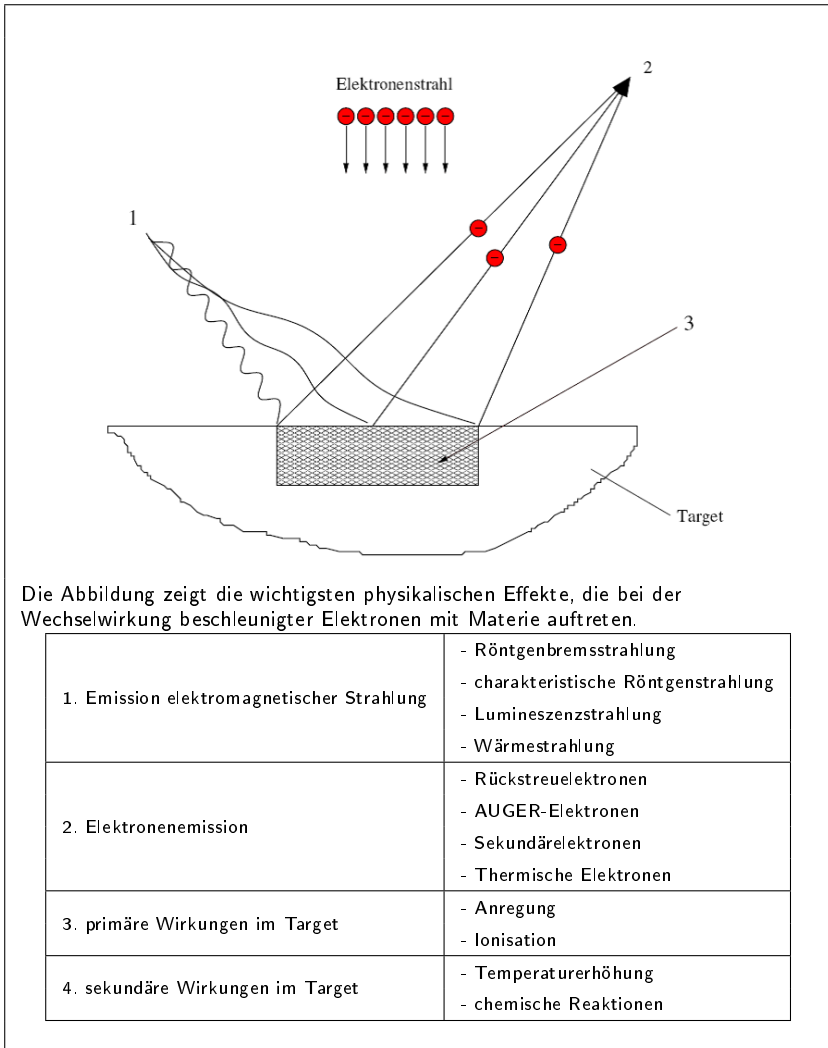 2
Elektronenstrahl
1
3
Target
Die Abbildung zeigt die wichtigsten physikalischen Effekte, die bei der
Wechselwirkung beschleunigter Elektronen mit Materie auftreten.
1. Emission elektromagnetischer Strahlung
- Röntgenbremsstrahlung
- charakteristische Röntgenstrahlung
- Lumineszenzstrahlung
- Wärmestrahlung
2. Elektronenemission
- Rückstreuelektronen
- AUGER-Elektronen
- Sekundärelektronen
- Thermische Elektronen
3. primäre Wirkungen im Target
- Anregung
- Ionisation
4. sekundäre Wirkungen im Target
- Temperaturerhöhung
- chemische Reaktionen